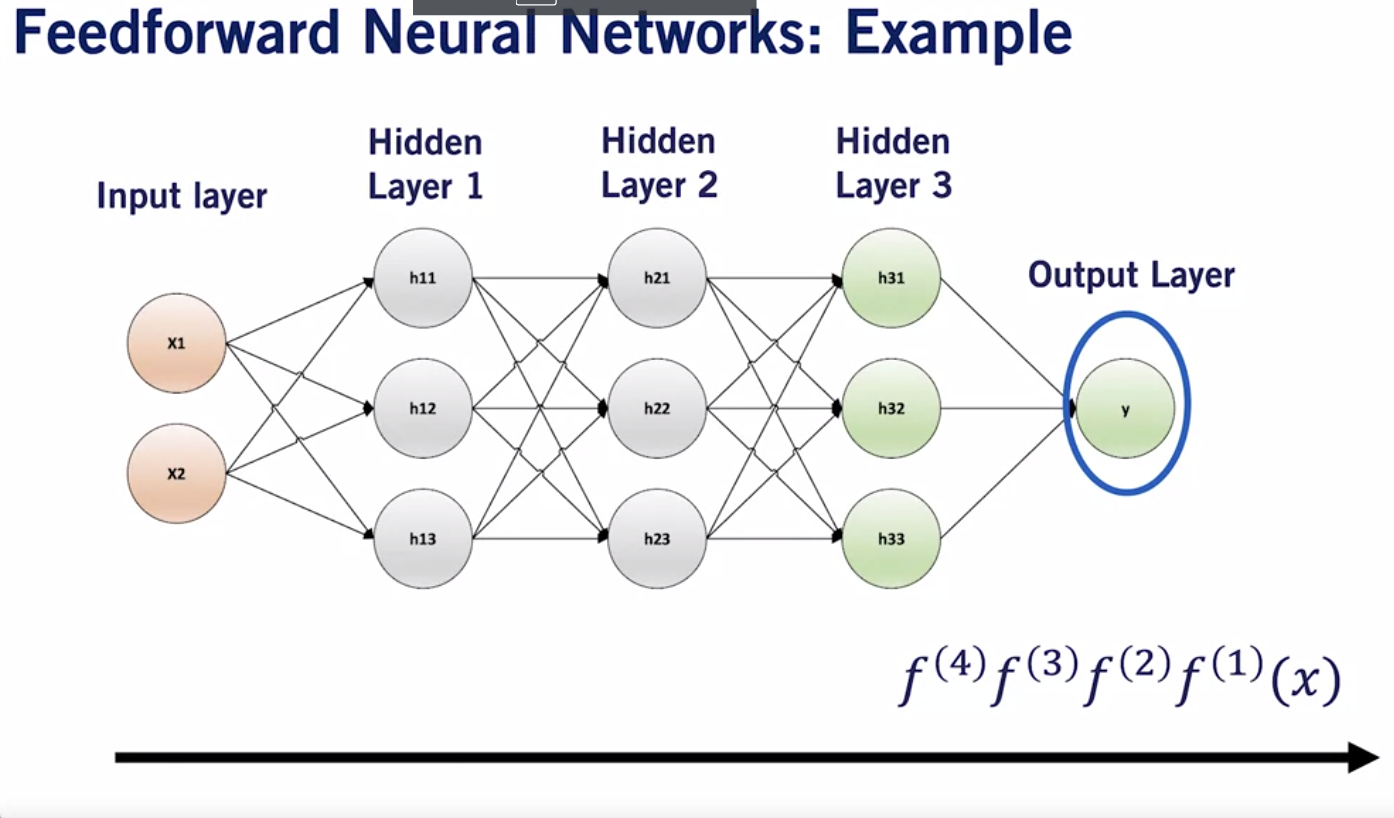 Feedforward Neural Networks: Example
Input layer
Hidden
Layer 1
Hidden
Layer 2
Hidden
Layer 3
Output Layer
X1
X2
h11
h12
h13
h21
h22
h23
h31
h32
h33
y
f⁽⁴⁾f⁽³⁾f⁽²⁾f⁽¹⁾(x)